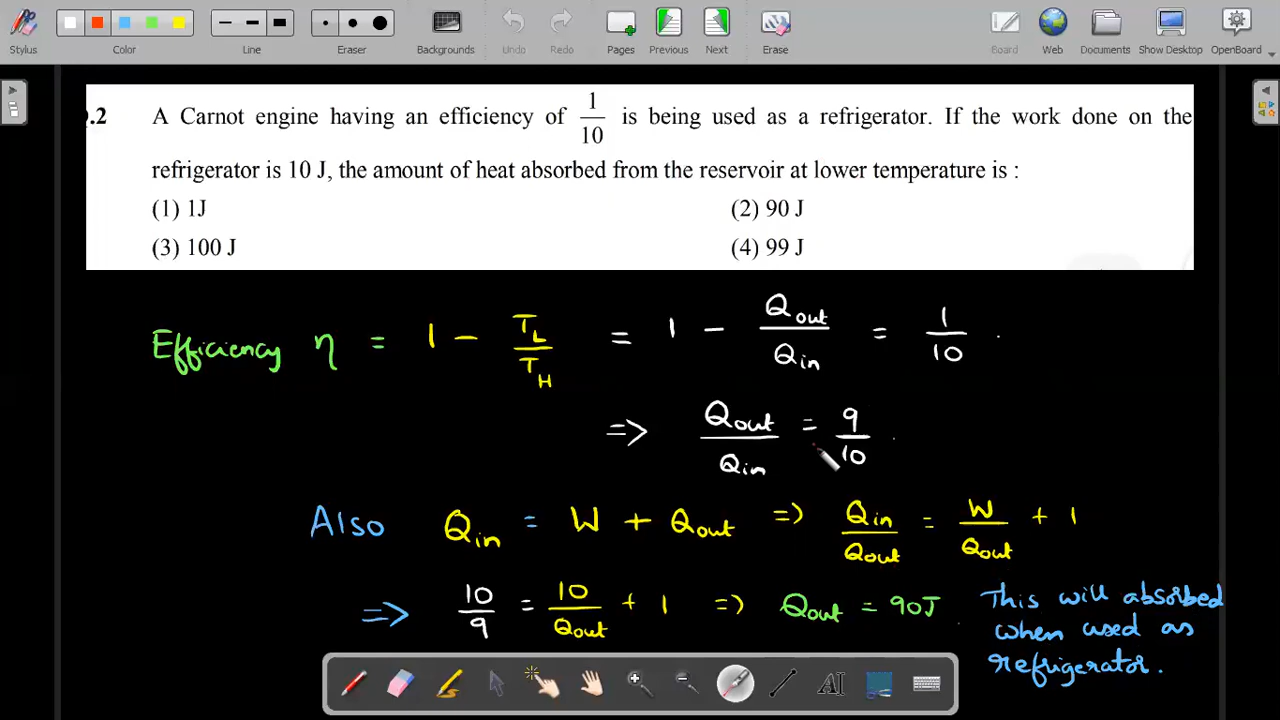 Stylus Color Line Eraser Backgrounds Undo Redo Pages Previous Next Erase Board Web Documents Show Desktop OpenBoard
.2 A Carnot engine having an efficiency of 1/10 is being used as a refrigerator. If the work done on the
refrigerator is 10 J, the amount of heat absorbed from the reservoir at lower temperature is :
(1) 1J (2) 90 J
(3) 100 J (4) 99 J
Efficiency η = 1 - T_L/T_H = 1 - Q_out/Q_in = 1/10
=> Q_out/Q_in = 9/10
Also Q_in = W + Q_out => Q_in/Q_out = W/Q_out + 1
=> 10/9 = 10/Q_out + 1 => Q_out = 90J
This will absorbed
when used as
refrigerator.